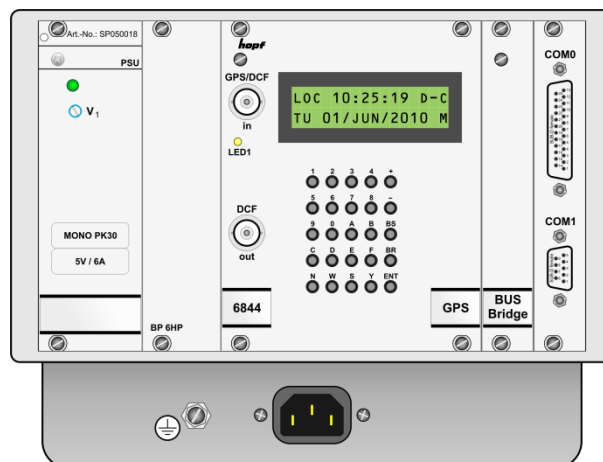 Art.-No.: SP050018
PSU
V1
MONO PK30
5V / 6A
BP 6HP
hopf
GPS/DCF
in
LED1
DCF
out
LOC 10:25:19 D-C
TU 01/JUN/2010 M
1 2 3 4 +
5 6 7 8 -
9 0 A B BS
C D E F BR
N W S Y ENT
6844
GPS
BUS
Bridge
COM0
COM1